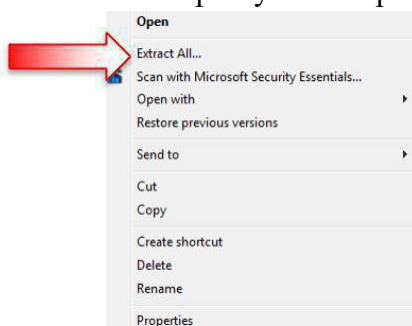 Open
Extract All...
Scan with Microsoft Security Essentials...
Open with
Restore previous versions
Send to
Cut
Copy
Create shortcut
Delete
Rename
Properties